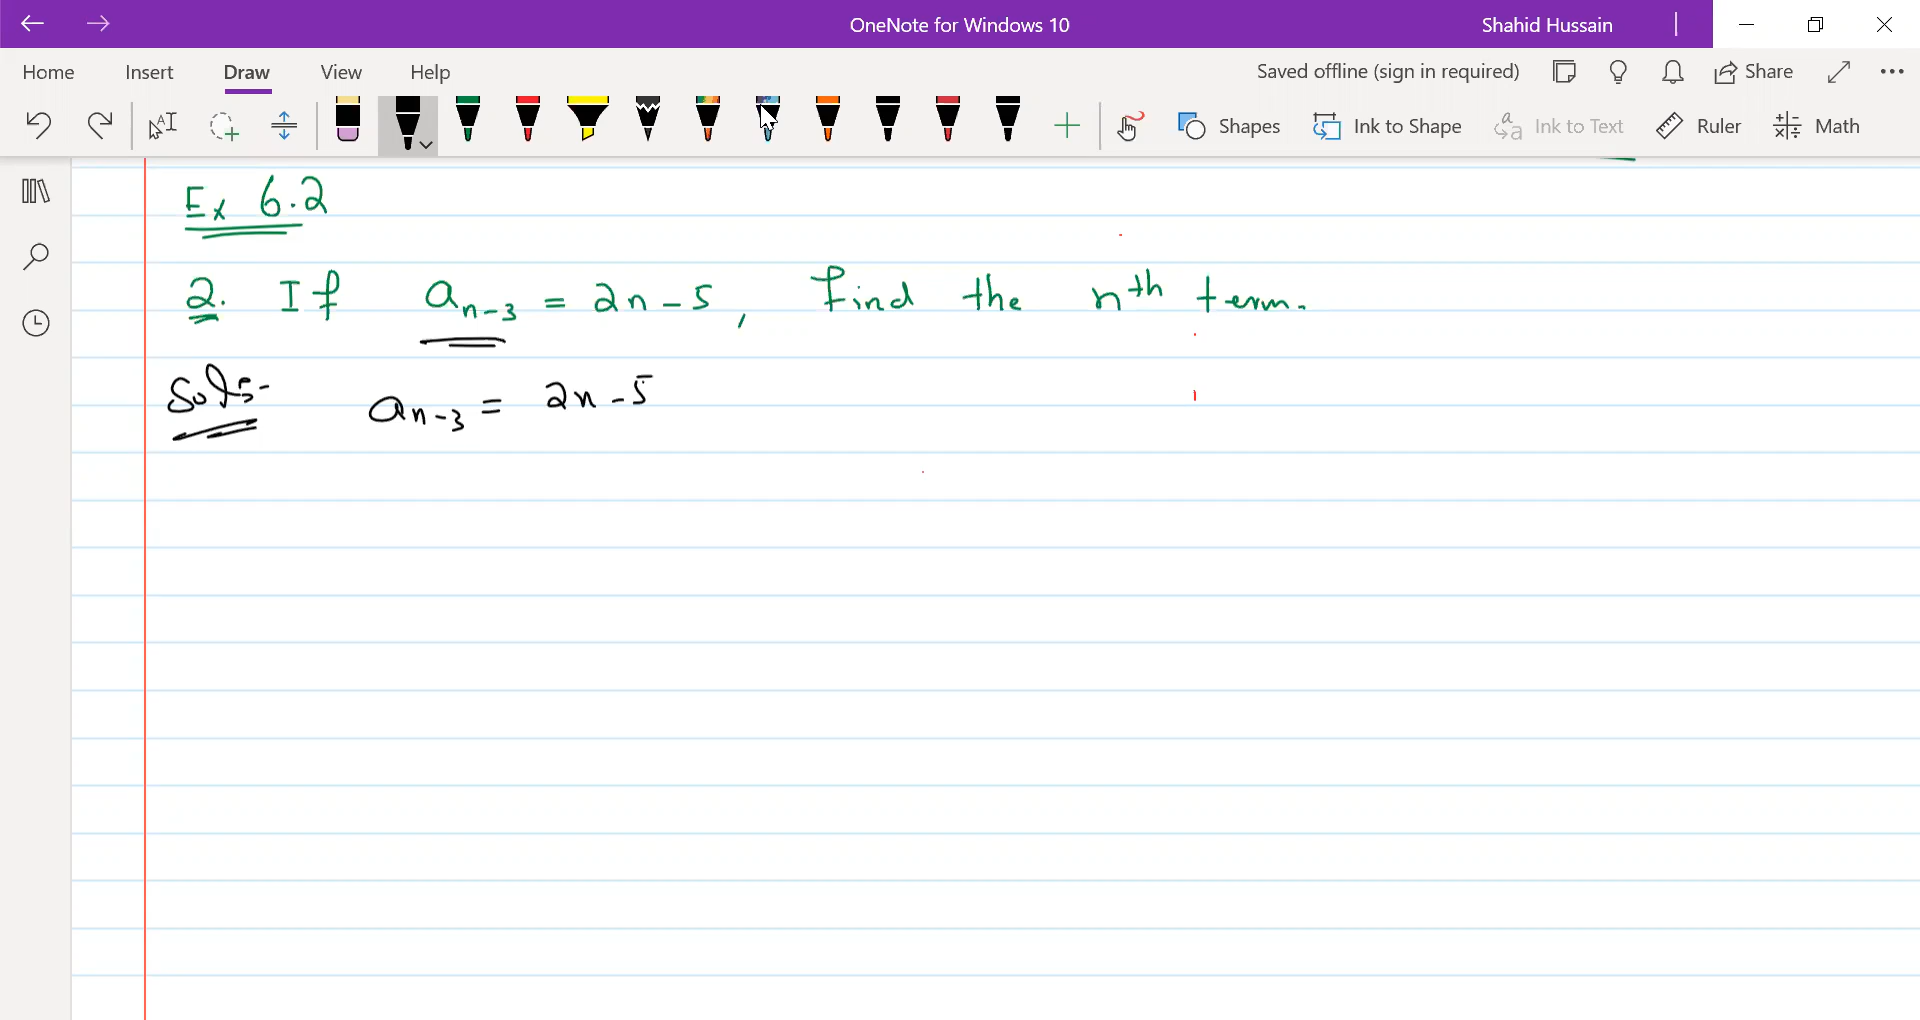 OneNote for Windows 10
Shahid Hussain
Home Insert Draw View Help
Saved offline (sign in required) Share
Shapes Ink to Shape Ink to Text Ruler Math
Ex 6.2
2. If aₙ₋₃ = 2n - 5, find the nᵗʰ term.
Sol:- aₙ₋₃ = 2n - 5